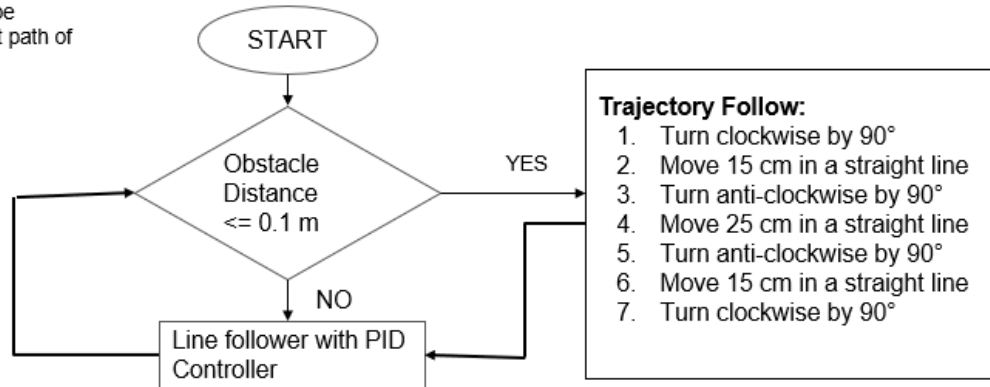 be
t path of
START
Obstacle
Distance
<= 0.1 m
YES
NO
Line follower with PID
Controller
Trajectory Follow:
1. Turn clockwise by 90°
2. Move 15 cm in a straight line
3. Turn anti-clockwise by 90°
4. Move 25 cm in a straight line
5. Turn anti-clockwise by 90°
6. Move 15 cm in a straight line
7. Turn clockwise by 90°